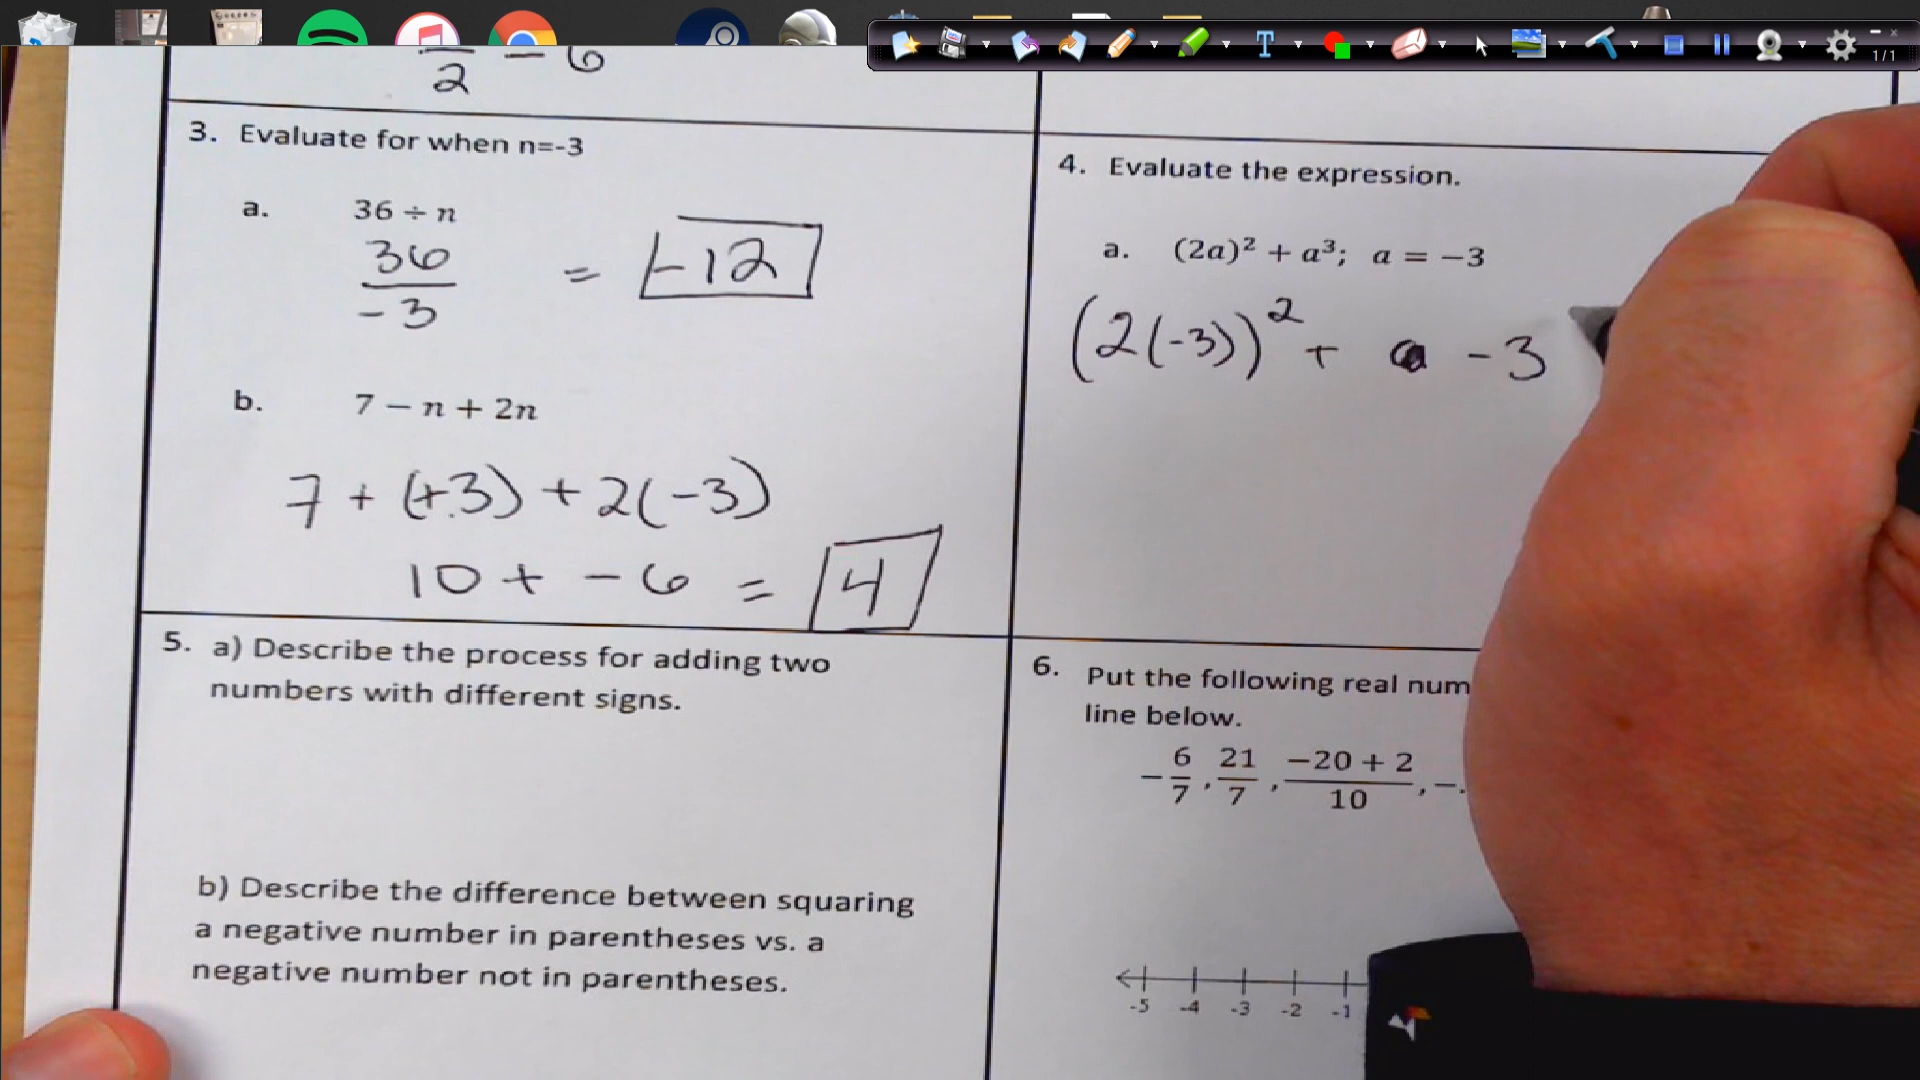 1/1
2 - 6
3. Evaluate for when n=-3
a. 36 ÷ n
36
-3
= -12
b. 7 − n + 2n
7 + (+3) + 2(-3)
10 + -6 = 4
4. Evaluate the expression.
a. (2a)² + a³; a = −3
(2(-3))² + a -3
5. a) Describe the process for adding two
numbers with different signs.
b) Describe the difference between squaring
a negative number in parentheses vs. a
negative number not in parentheses.
6. Put the following real num
line below.
−6/7, 21/7, −20 + 2/10, −.
-5 -4 -3 -2 -1